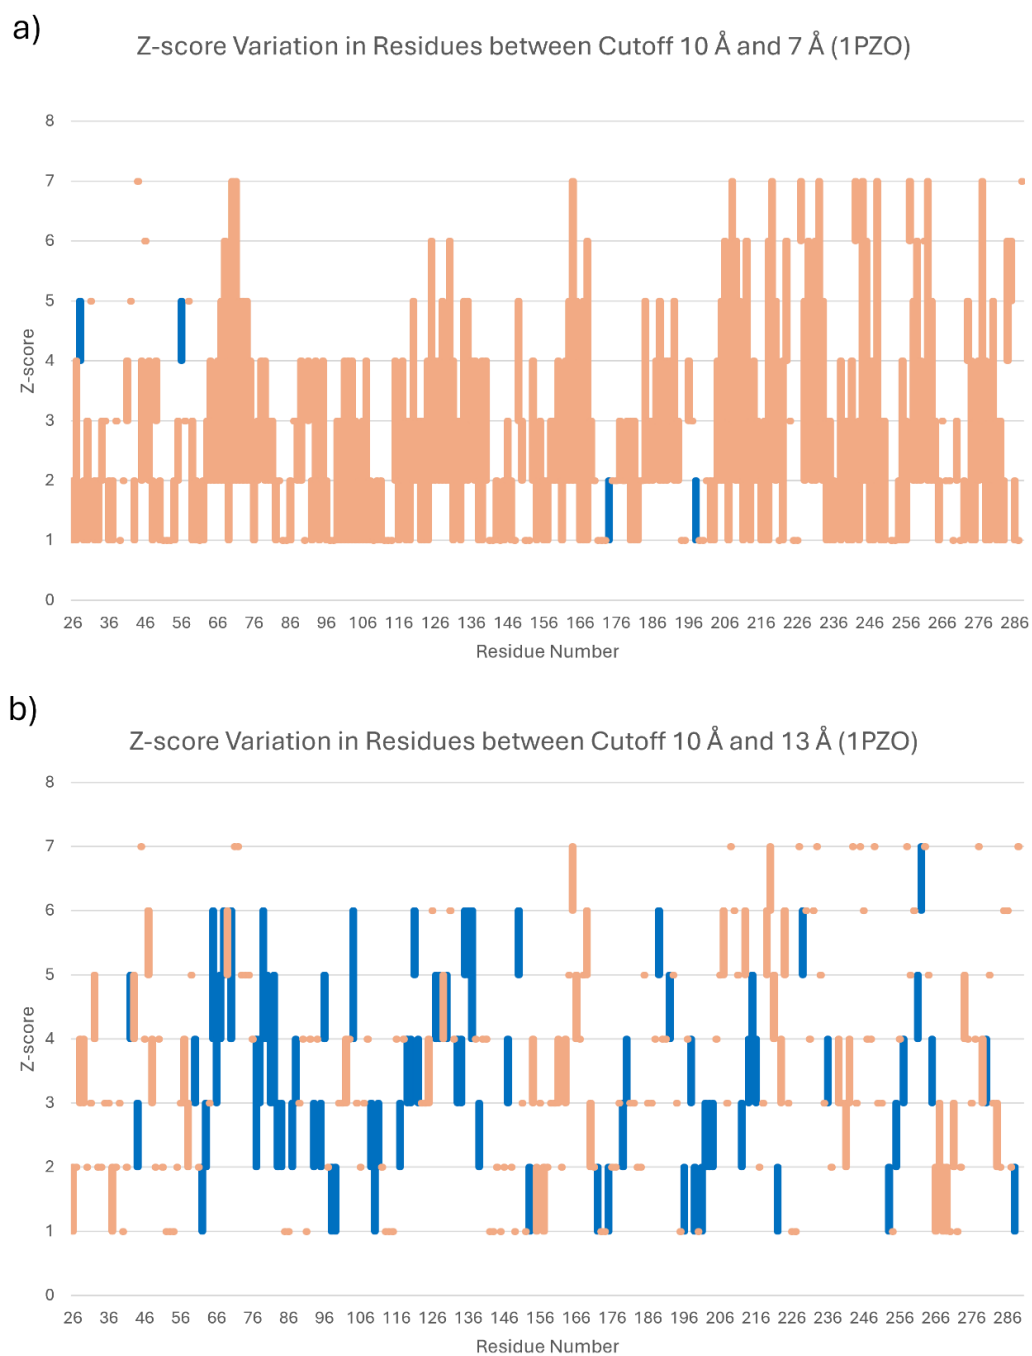 a)
Z-score Variation in Residues between Cutoff 10 Å and 7 Å (1PZO)
8
7
6
5
4
3
2
1
0
Z-score
26 36 46 56 66 76 86 96 106 116 126 136 146 156 166 176 186 196 206 216 226 236 246 256 266 276 286
Residue Number
b)
Z-score Variation in Residues between Cutoff 10 Å and 13 Å (1PZO)
8
7
6
5
4
3
2
1
0
Z-score
26 36 46 56 66 76 86 96 106 116 126 136 146 156 166 176 186 196 206 216 226 236 246 256 266 276 286
Residue Number